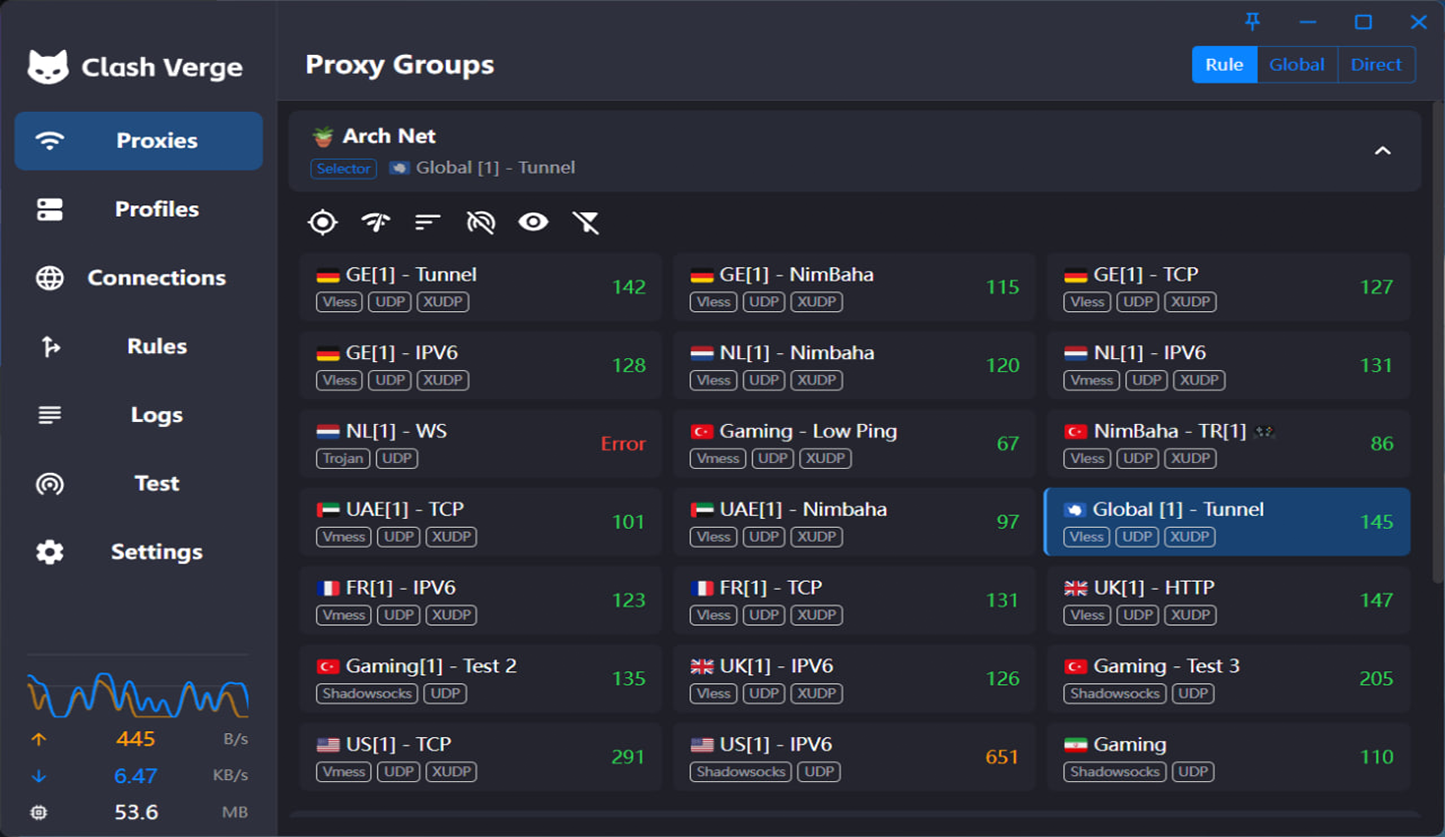 Clash Verge
Proxies
Profiles
Connections
Rules
Logs
Test
Settings
445 B/s
6.47 KB/s
53.6 MB
Proxy Groups
Rule Global Direct
Arch Net
Selector Global [1] - Tunnel
GE[1] - Tunnel
Vless UDP XUDP
142
GE[1] - NimBaha
Vless UDP XUDP
115
GE[1] - TCP
Vless UDP XUDP
127
GE[1] - IPV6
Vless UDP XUDP
128
NL[1] - Nimbaha
Vless UDP XUDP
120
NL[1] - IPV6
Vmess UDP XUDP
131
NL[1] - WS
Trojan UDP
Error
Gaming - Low Ping
Vmess UDP XUDP
67
NimBaha - TR[1]
Vless UDP XUDP
86
UAE[1] - TCP
Vmess UDP XUDP
101
UAE[1] - Nimbaha
Vless UDP XUDP
97
Global [1] - Tunnel
Vless UDP XUDP
145
FR[1] - IPV6
Vmess UDP XUDP
123
FR[1] - TCP
Vless UDP XUDP
131
UK[1] - HTTP
Vless UDP XUDP
147
Gaming[1] - Test 2
Shadowsocks UDP
135
UK[1] - IPV6
Vless UDP XUDP
126
Gaming - Test 3
Shadowsocks UDP
205
US[1] - TCP
Vmess UDP XUDP
291
US[1] - IPV6
Shadowsocks UDP
651
Gaming
Shadowsocks UDP
110